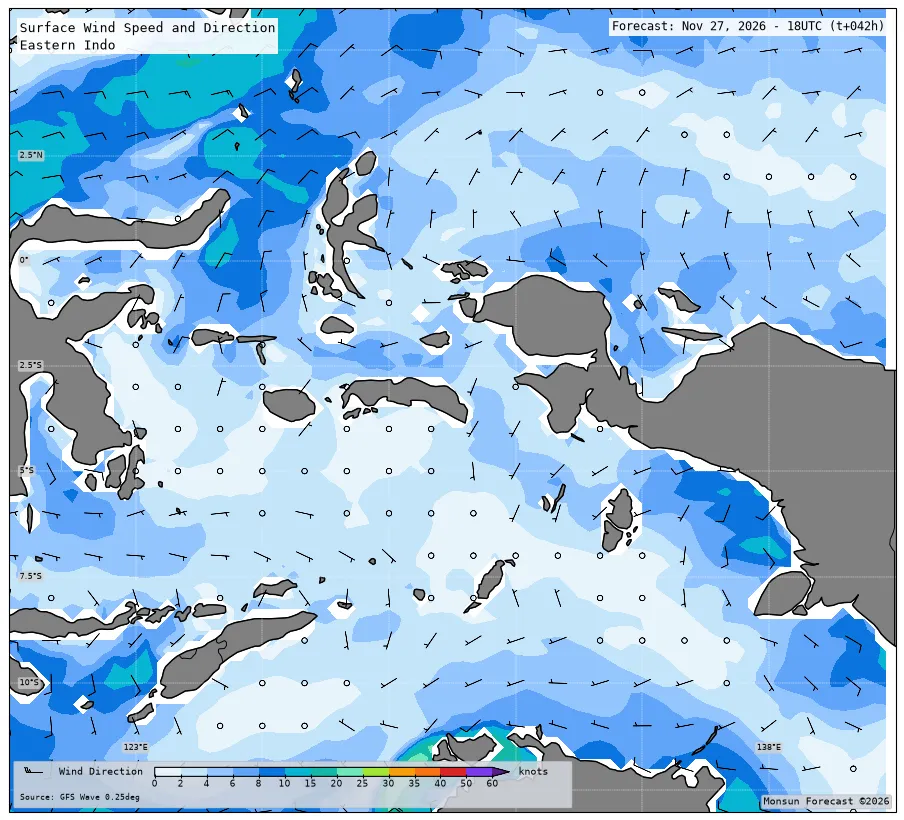 Surface Wind Speed and Direction
Eastern Indo
Forecast: Nov 27, 2026 - 18UTC (t+042h)
2.5°N
0°
2.5°S
5°S
7.5°S
10°S
123°E
138°E
Wind Direction
knots
0 2 4 6 8 10 15 20 25 30 35 40 50 60
Source: GFS Wave 0.25deg
Monsun Forecast ©2026